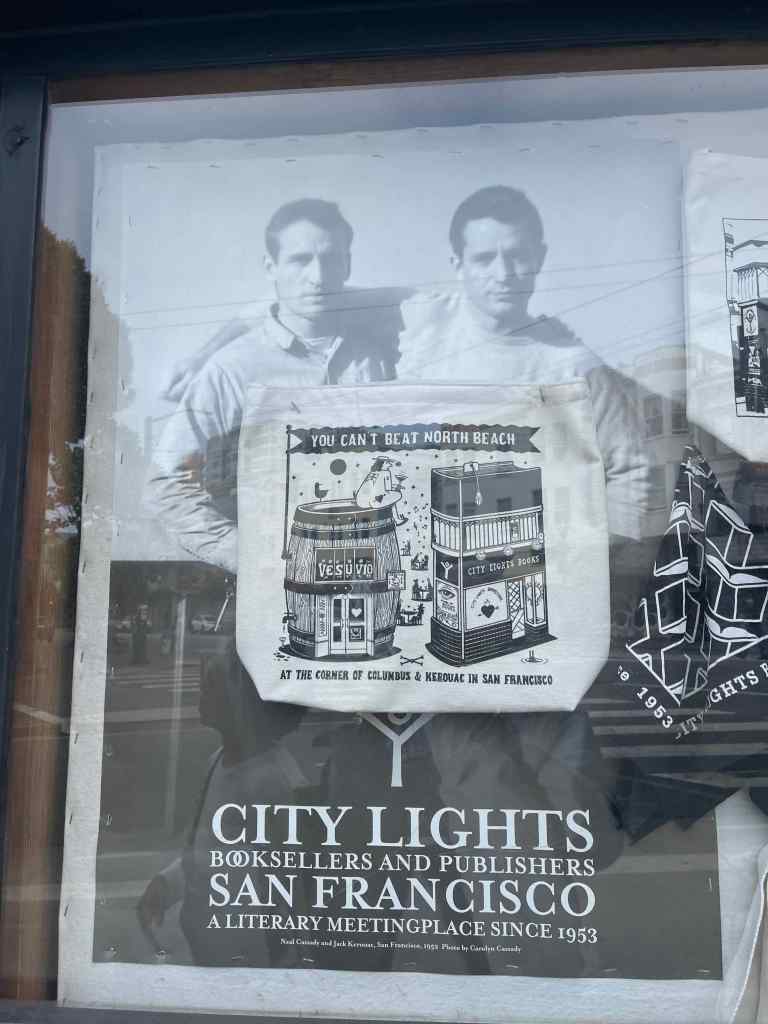 YOU CAN'T BEAT NORTH BEACH
VESUVIO
CITY LIGHTS BOOKS
AT THE CORNER OF COLUMBUS & KEROUAC IN SAN FRANCISCO
1953
CITY LIGHTS
BOOKSELLERS AND PUBLISHERS
SAN FRANCISCO
A LITERARY MEETINGPLACE SINCE 1953
Neal Cassady and Jack Kerouac, San Francisco, 1952 Photo by Carolyn Cassady